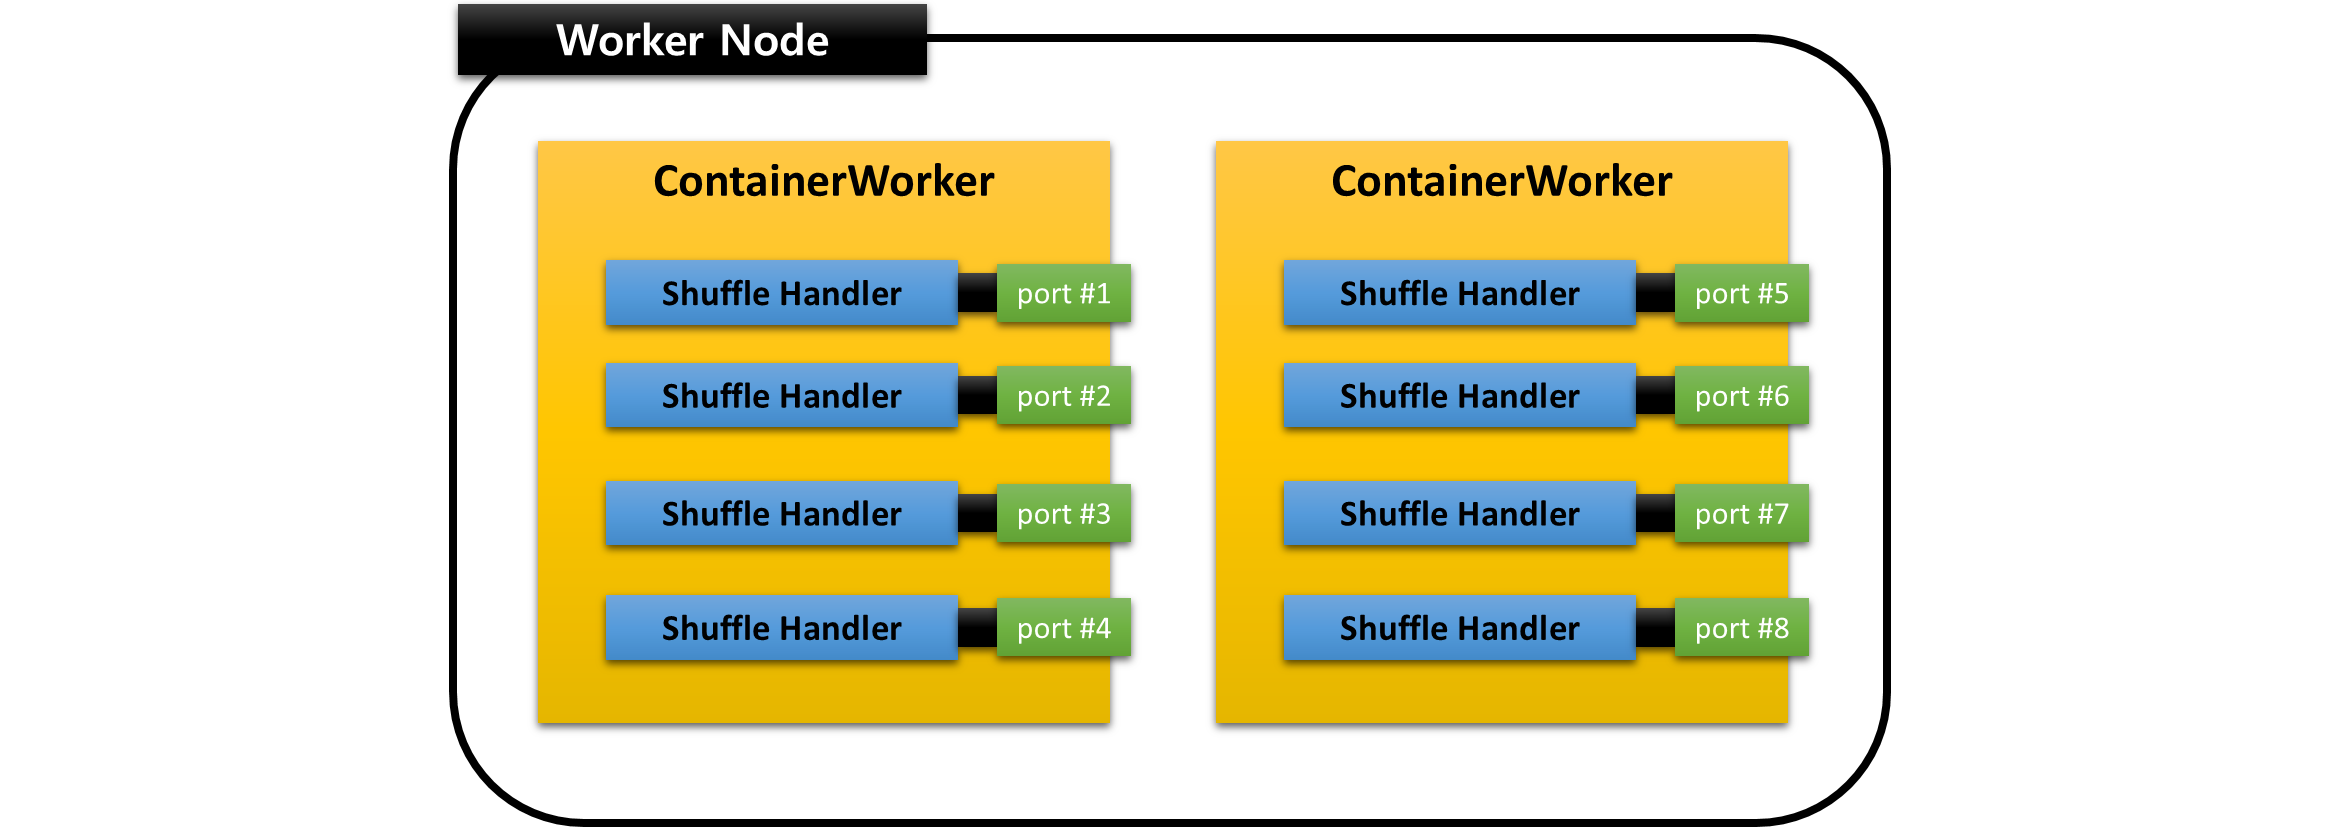 Worker Node
ContainerWorker
Shuffle Handler port #1
Shuffle Handler port #2
Shuffle Handler port #3
Shuffle Handler port #4
ContainerWorker
Shuffle Handler port #5
Shuffle Handler port #6
Shuffle Handler port #7
Shuffle Handler port #8